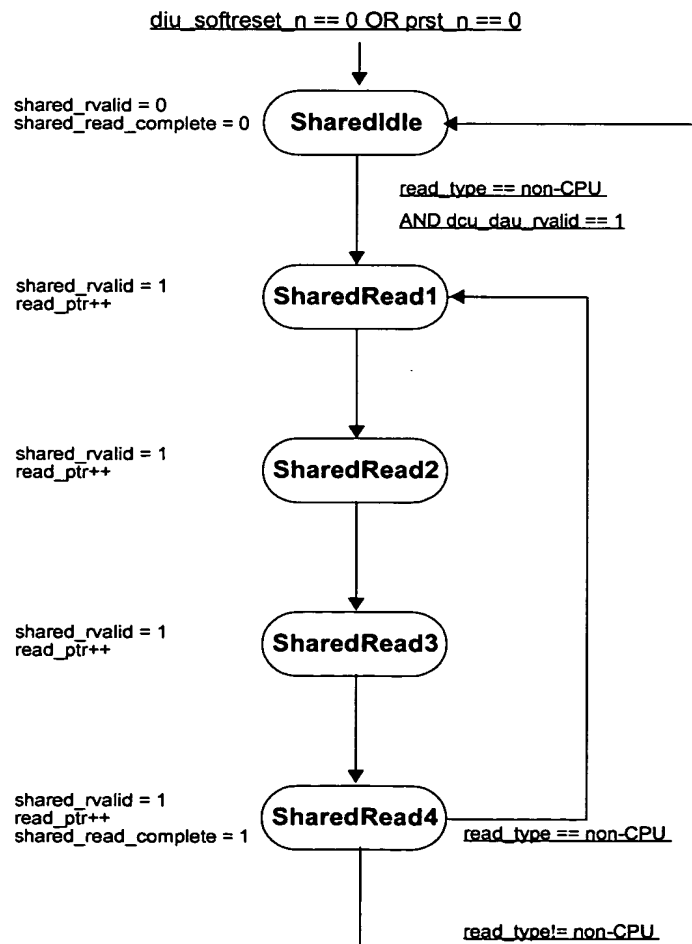 diu_softreset_n == 0 OR prst_n == 0
shared_rvalid = 0
shared_read_complete = 0
SharedIdle
read_type == non-CPU
AND dcu_dau_rvalid == 1
shared_rvalid = 1
read_ptr++
SharedRead1
shared_rvalid = 1
read_ptr++
SharedRead2
shared_rvalid = 1
read_ptr++
SharedRead3
shared_rvalid = 1
read_ptr++
shared_read_complete = 1
SharedRead4
read_type == non-CPU
read_type!= non-CPU